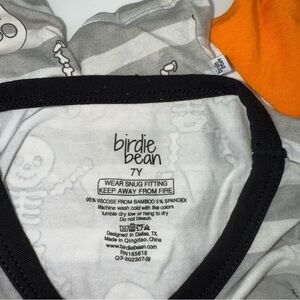 birdie
bean
7Y
WEAR SNUG FITTING
KEEP AWAY FROM FIRE
95% VISCOSE FROM BAMBOO 5% SPANDEX
Machine wash cold with like colors
tumble dry low or hang to dry
Do not bleach
Designed in Dallas, TX
Made in Qingdao, China
www.birdiebean.com
RN165618